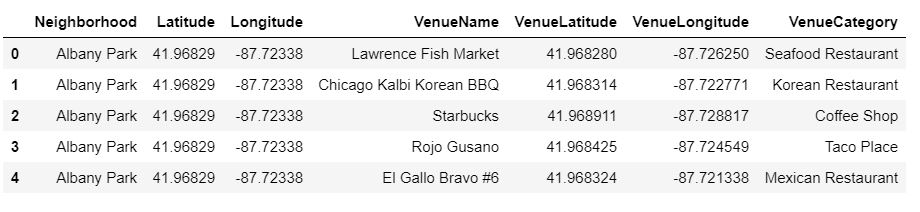 Neighborhood Latitude Longitude VenueName VenueLatitude VenueLongitude VenueCategory
0 Albany Park 41.96829 -87.72338 Lawrence Fish Market 41.968280 -87.726250 Seafood Restaurant
1 Albany Park 41.96829 -87.72338 Chicago Kalbi Korean BBQ 41.968314 -87.722771 Korean Restaurant
2 Albany Park 41.96829 -87.72338 Starbucks 41.968911 -87.728817 Coffee Shop
3 Albany Park 41.96829 -87.72338 Rojo Gusano 41.968425 -87.724549 Taco Place
4 Albany Park 41.96829 -87.72338 El Gallo Bravo #6 41.968324 -87.721338 Mexican Restaurant